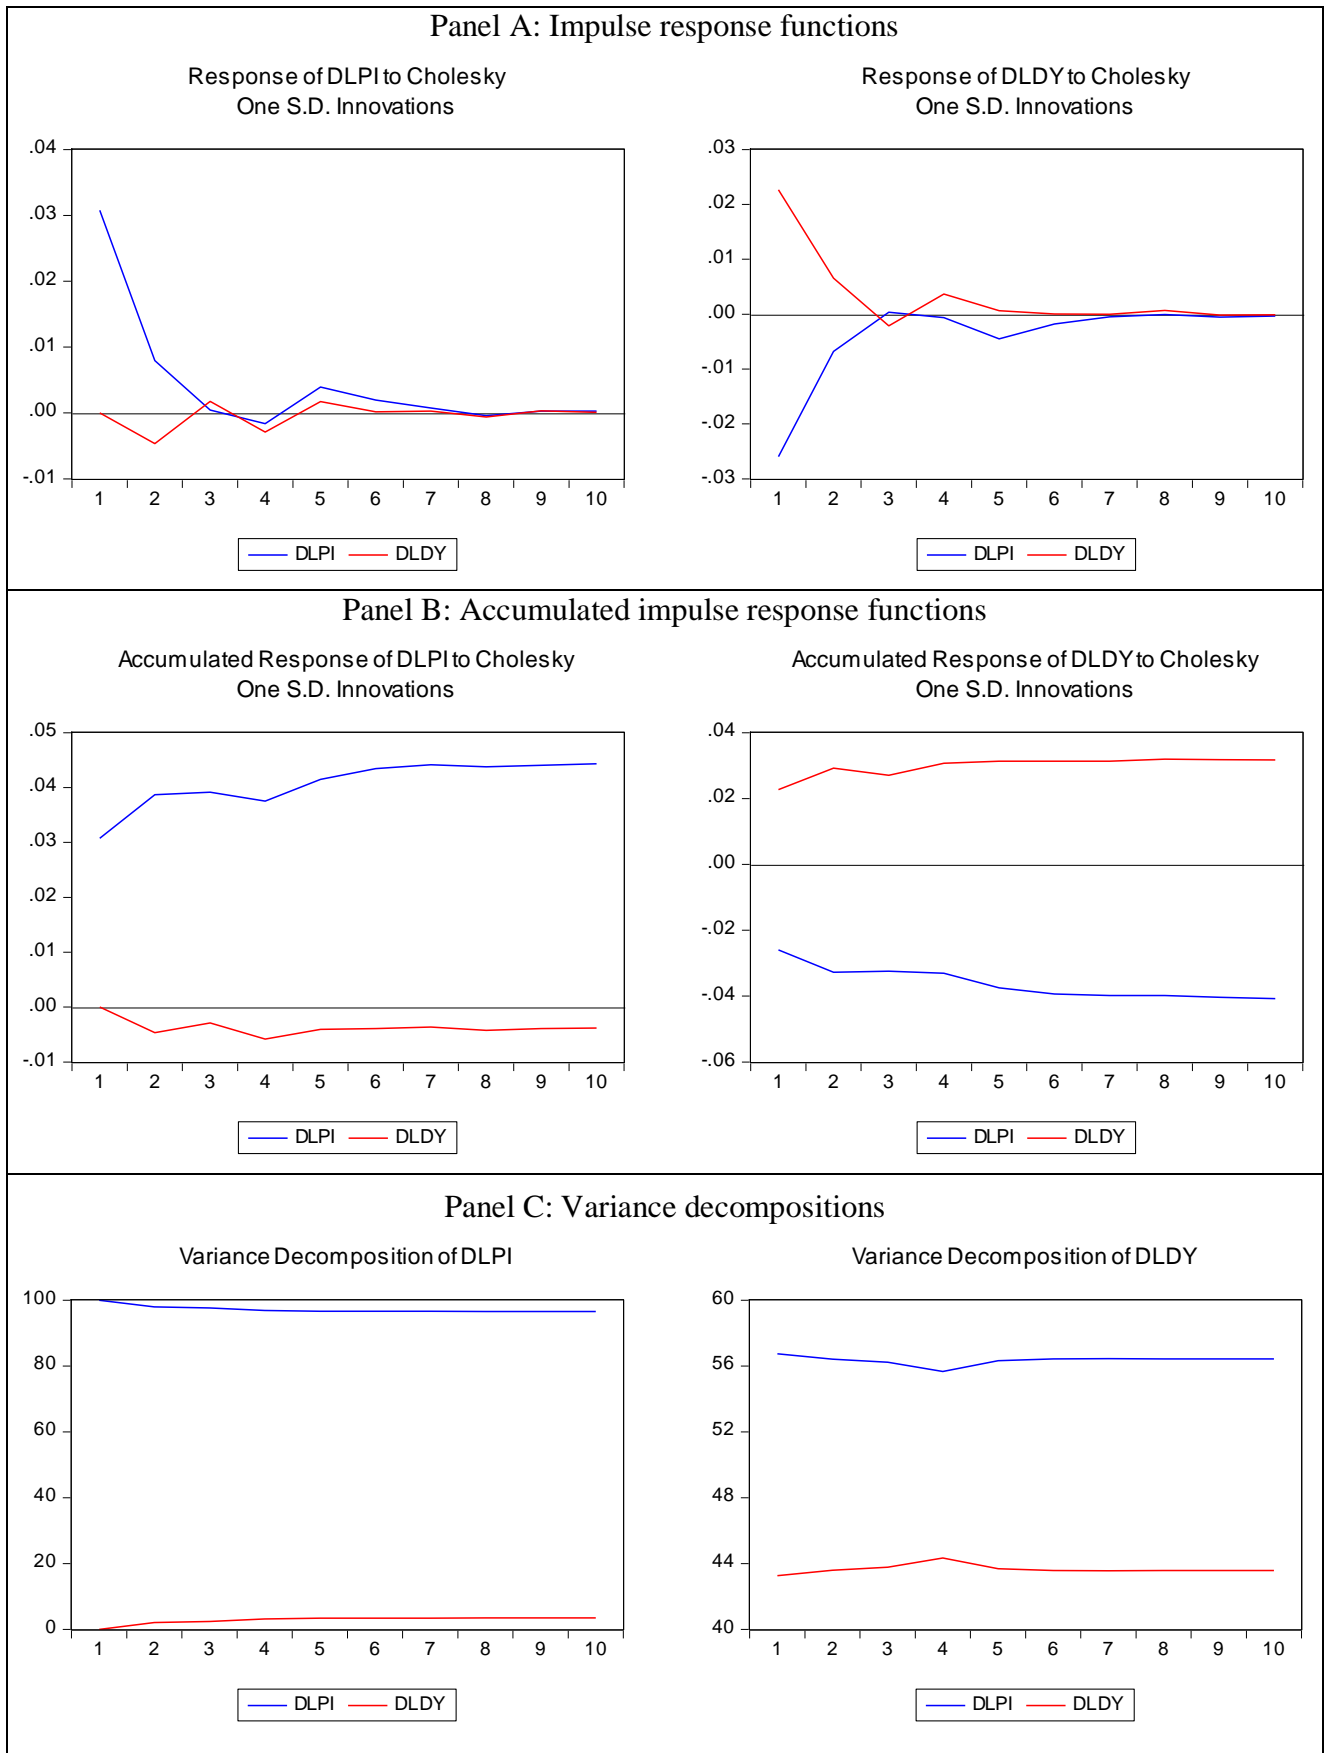 Panel A: Impulse response functions
Response of DLPI to Cholesky
One S.D. Innovations
.04
.03
.02
.01
.00
-.01
1 2 3 4 5 6 7 8 9 10
DLPI DLDY
Response of DLDY to Cholesky
One S.D. Innovations
.03
.02
.01
.00
-.01
-.02
-.03
1 2 3 4 5 6 7 8 9 10
DLPI DLDY
Panel B: Accumulated impulse response functions
Accumulated Response of DLPI to Cholesky
One S.D. Innovations
.05
.04
.03
.02
.01
.00
-.01
1 2 3 4 5 6 7 8 9 10
DLPI DLDY
Accumulated Response of DLDY to Cholesky
One S.D. Innovations
.04
.02
.00
-.02
-.04
-.06
1 2 3 4 5 6 7 8 9 10
DLPI DLDY
Panel C: Variance decompositions
Variance Decomposition of DLPI
100
80
60
40
20
0
1 2 3 4 5 6 7 8 9 10
DLPI DLDY
Variance Decomposition of DLDY
60
56
52
48
44
40
1 2 3 4 5 6 7 8 9 10
DLPI DLDY